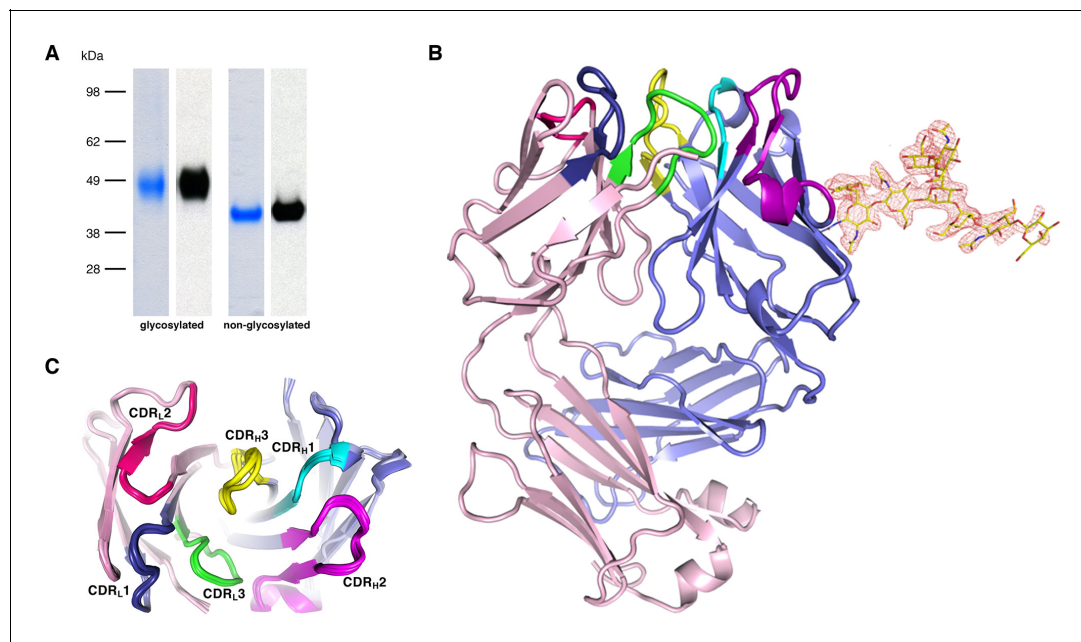 A
kDa
98
62
49
38
28
glycosylated
non-glycosylated
B
C
CDRL2
CDRH3
CDRH1
CDRL1
CDRL3
CDRH2